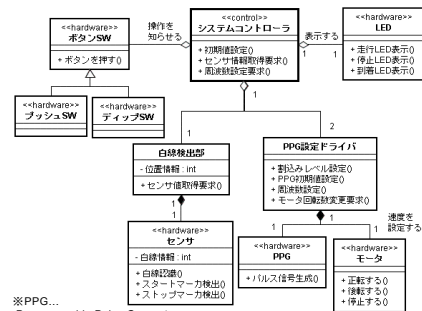 <<hardware>>
ボタンSW
+ ボタンを押す()
操作を
知らせる
<<control>>
システムコントローラ
+ 初期値設定()
+ センサ情報取得要求()
+ 周波数設定要求()
表示する
1
1
<<hardware>>
LED
+ 走行LED表示()
+ 停止LED表示()
+ 到着LED表示()
<<hardware>>
プッシュSW
<<hardware>>
ディップSW
1
1
2
白線検出部
- 位置情報 : int
+ センサ値取得要求()
PPG設定ドライバ
+ 割込みレベル設定()
+ PPG初期値設定()
+ 周波数設定()
+ モータ回転数変更要求()
1
1
1
1
1
1
速度を
設定する
<<hardware>>
センサ
- 白線情報 : int
+ 白線認識()
+ スタートマーカ検出()
+ ストップマーカ検出()
<<hardware>>
PPG
+ パルス信号生成()
<<hardware>>
モータ
+ 正転する()
+ 後転する()
+ 停止する()
※PPG...